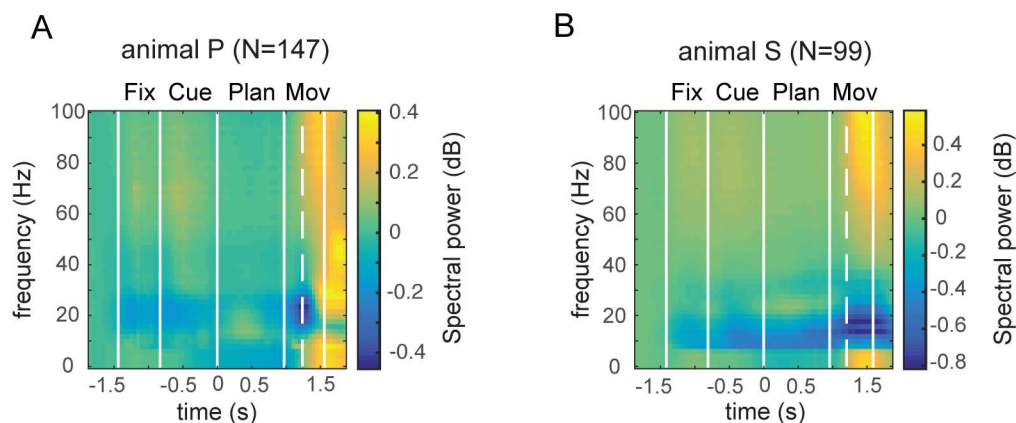 A
animal P (N=147)
Fix Cue Plan Mov
100
80
60
40
20
0
frequency (Hz)
-1.5 -0.5 0 0.5 1.5
time (s)
0.4
0.2
0
-0.2
-0.4
Spectral power (dB)
B
animal S (N=99)
Fix Cue Plan Mov
100
80
60
40
20
0
frequency (Hz)
-1.5 -0.5 0 0.5 1.5
time (s)
0.4
0.2
0
-0.2
-0.4
-0.6
-0.8
Spectral power (dB)